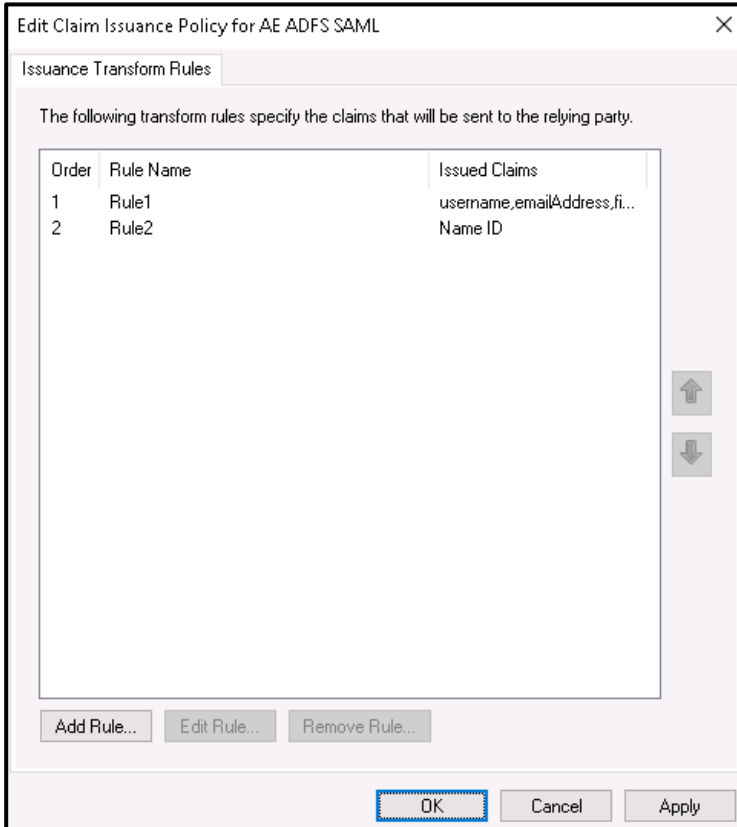 Edit Claim Issuance Policy for AE ADFS SAML
Issuance Transform Rules
The following transform rules specify the claims that will be sent to the relying party.
Order Rule Name Issued Claims
1 Rule1 username,emailAddress,fi...
2 Rule2 Name ID
Add Rule... Edit Rule... Remove Rule...
OK Cancel Apply